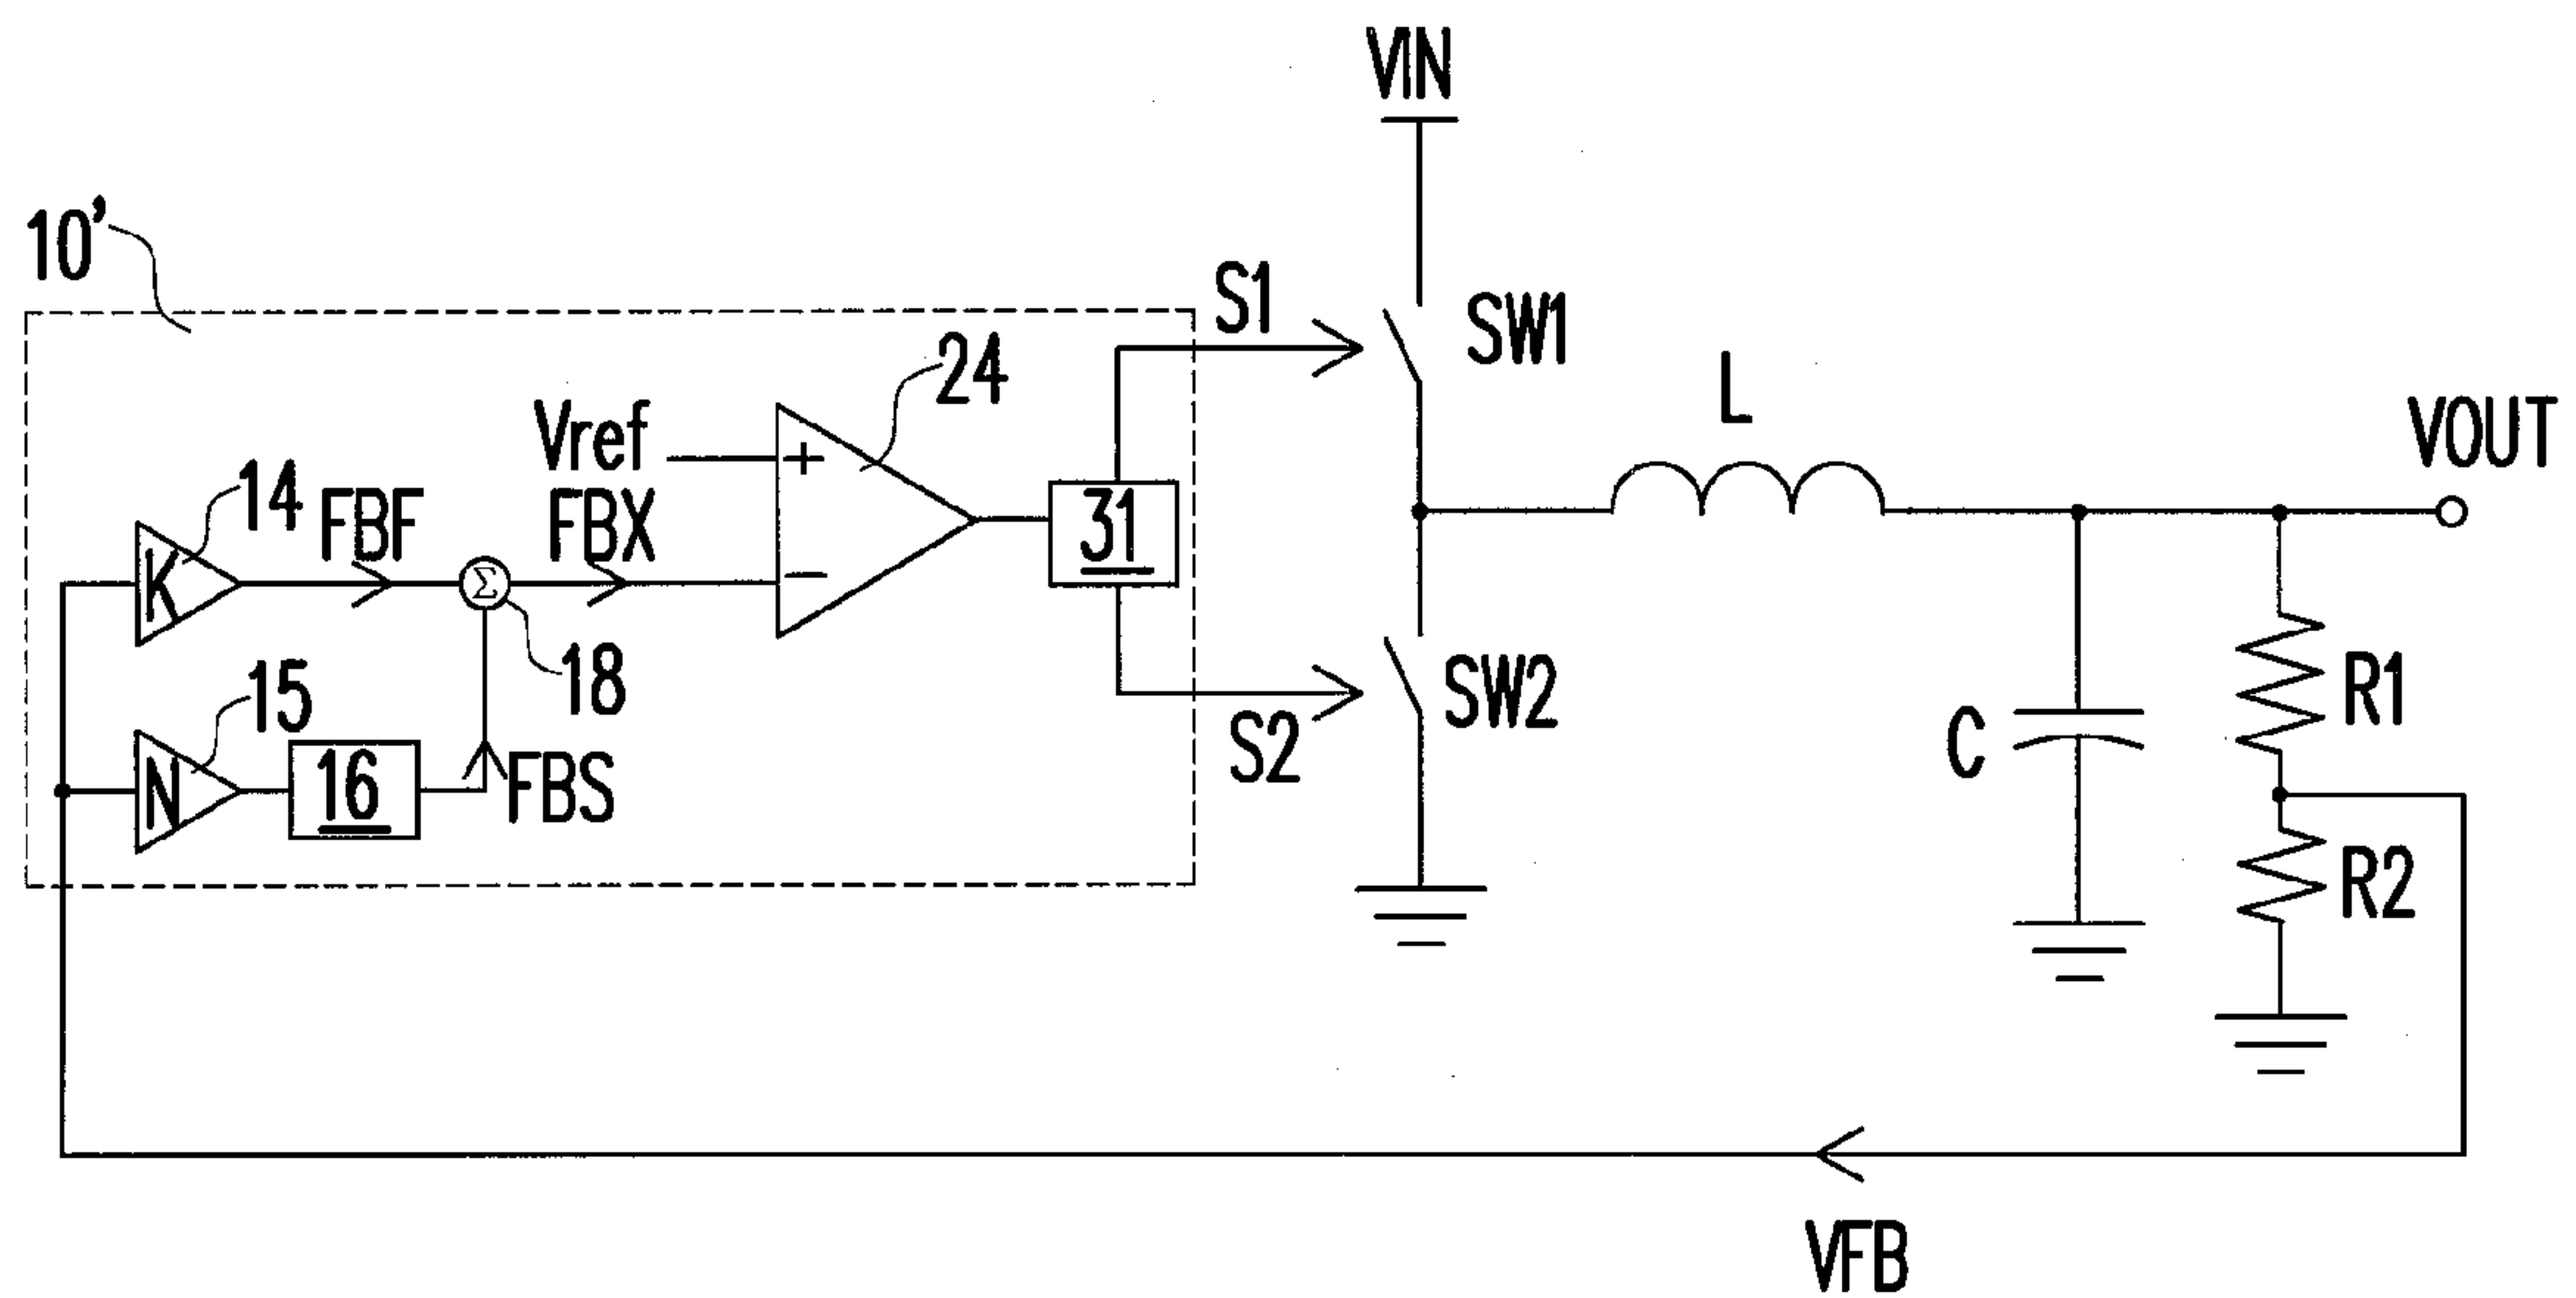 VIN
10'
S1
SW1
24
L
Vref
VOUT
14
FBF
FBX
+
31
K
Σ
−
15
18
S2
SW2
R1
C
N
16
FBS
R2
VFB